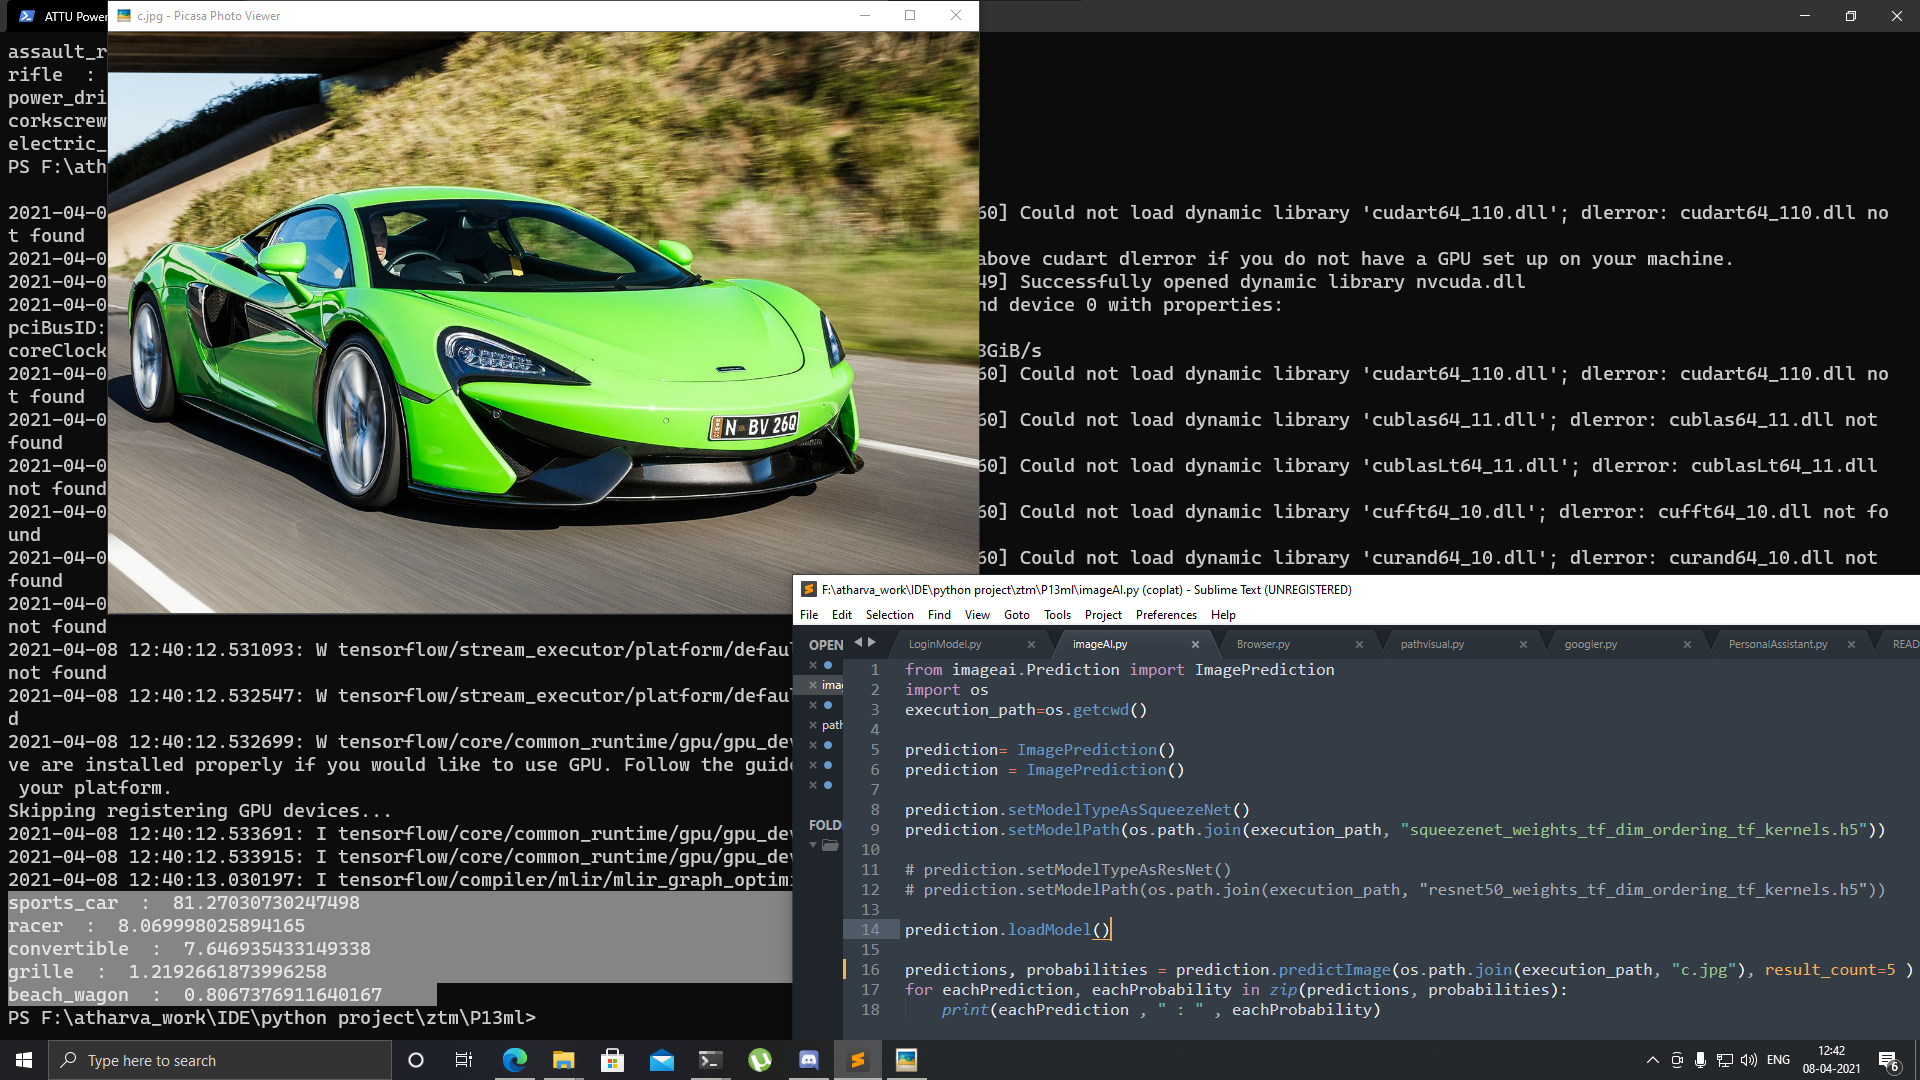 ATTU Power
c.jpg - Picasa Photo Viewer
assault_r
rifle  :
power_dri
corkscrew
electric_
PS F:\ath
2021-04-0
60] Could not load dynamic library 'cudart64_110.dll'; dlerror: cudart64_110.dll no
t found
2021-04-0
above cudart dlerror if you do not have a GPU set up on your machine.
2021-04-0
49] Successfully opened dynamic library nvcuda.dll
2021-04-0
nd device 0 with properties:
pciBusID:
coreClock
3GiB/s
2021-04-0
60] Could not load dynamic library 'cudart64_110.dll'; dlerror: cudart64_110.dll no
t found
2021-04-0
60] Could not load dynamic library 'cublas64_11.dll'; dlerror: cublas64_11.dll not
found
2021-04-0
60] Could not load dynamic library 'cublasLt64_11.dll'; dlerror: cublasLt64_11.dll
not found
2021-04-0
60] Could not load dynamic library 'cufft64_10.dll'; dlerror: cufft64_10.dll not fo
und
2021-04-0
60] Could not load dynamic library 'curand64_10.dll'; dlerror: curand64_10.dll not
found
2021-04-0
not found
2021-04-08 12:40:12.531093: W tensorflow/stream_executor/platform/defaul
not found
2021-04-08 12:40:12.532547: W tensorflow/stream_executor/platform/defaul
d
2021-04-08 12:40:12.532699: W tensorflow/core/common_runtime/gpu/gpu_dev
ve are installed properly if you would like to use GPU. Follow the guide
your platform.
Skipping registering GPU devices...
2021-04-08 12:40:12.533691: I tensorflow/core/common_runtime/gpu/gpu_dev
2021-04-08 12:40:12.533915: I tensorflow/core/common_runtime/gpu/gpu_dev
2021-04-08 12:40:13.030197: I tensorflow/compiler/mlir/mlir_graph_optimi
sports_car  :  81.27030730247498
racer  :  8.069998025894165
convertible  :  7.646935433149338
grille  :  1.2192661873996258
beach_wagon  :  0.8067376911640167
PS F:\atharva_work\IDE\python project\ztm\P13ml>
N BV 26Q
F:\atharva_work\IDE\python project\ztm\P13ml\imageAI.py (coplat) - Sublime Text (UNREGISTERED)
File Edit Selection Find View Goto Tools Project Preferences Help
OPEN
LoginModel.py imageAI.py Browser.py pathvisual.py googler.py PersonalAssistant.py READ
imag
path
FOLD
1 from imageai.Prediction import ImagePrediction
2 import os
3 execution_path=os.getcwd()
4
5 prediction= ImagePrediction()
6 prediction = ImagePrediction()
7
8 prediction.setModelTypeAsSqueezeNet()
9 prediction.setModelPath(os.path.join(execution_path, "squeezenet_weights_tf_dim_ordering_tf_kernels.h5"))
10
11 # prediction.setModelTypeAsResNet()
12 # prediction.setModelPath(os.path.join(execution_path, "resnet50_weights_tf_dim_ordering_tf_kernels.h5"))
13
14 prediction.loadModel()
15
16 predictions, probabilities = prediction.predictImage(os.path.join(execution_path, "c.jpg"), result_count=5 )
17 for eachPrediction, eachProbability in zip(predictions, probabilities):
18     print(eachPrediction , " : " , eachProbability)
Type here to search
ENG
12:42
08-04-2021
6